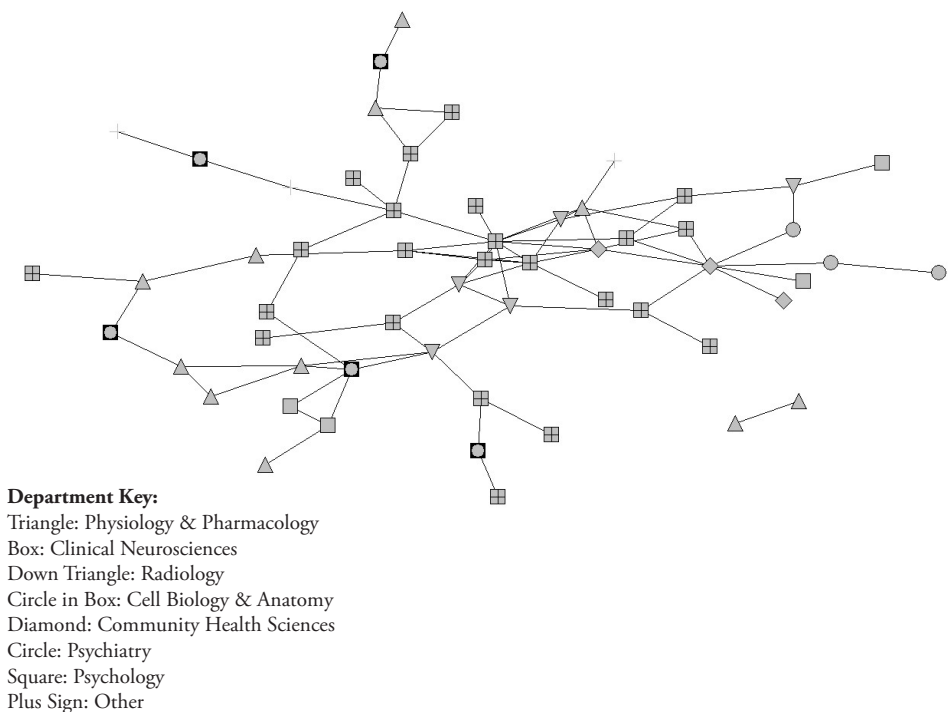 Department Key:
Triangle: Physiology & Pharmacology
Box: Clinical Neurosciences
Down Triangle: Radiology
Circle in Box: Cell Biology & Anatomy
Diamond: Community Health Sciences
Circle: Psychiatry
Square: Psychology
Plus Sign: Other